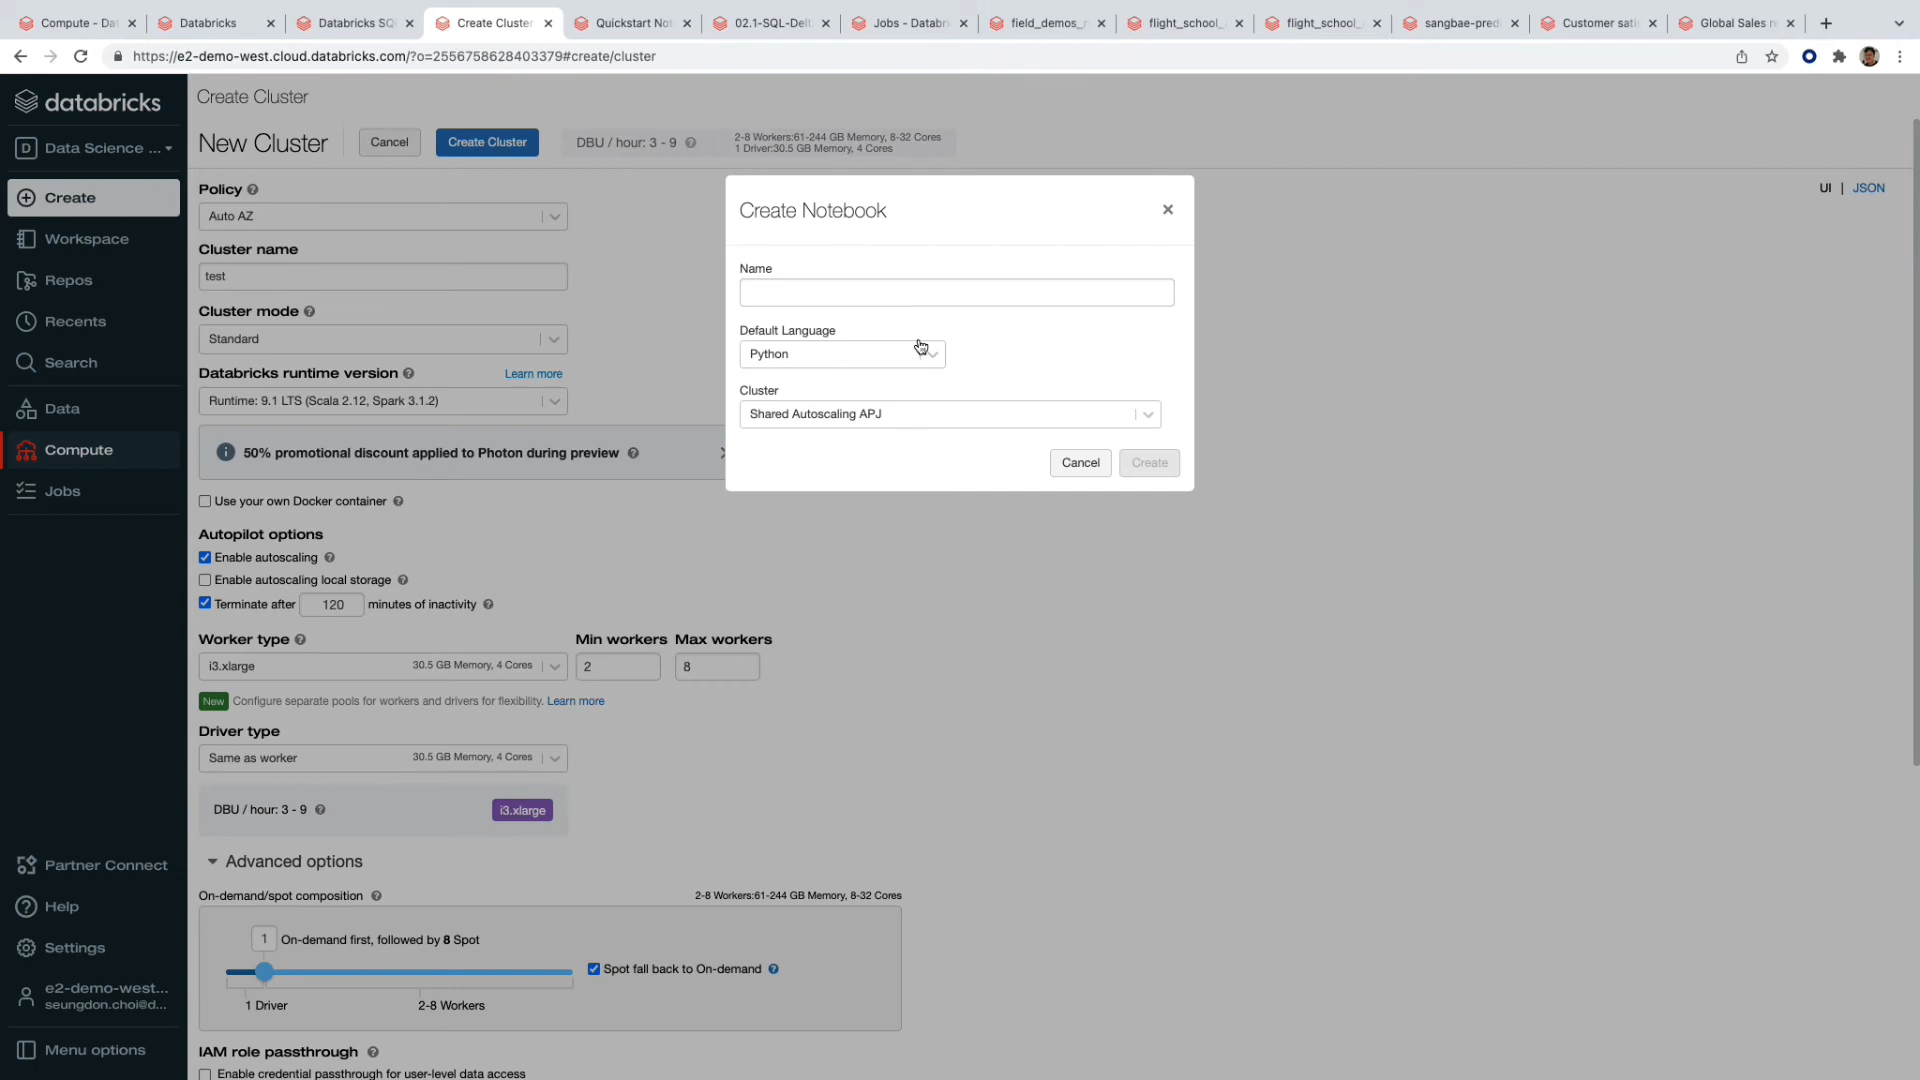 Compute - Dat
Databricks
Databricks SQ
Create Cluster
Quickstart Not
02.1-SQL-Delt
Jobs - Databri
field_demos_r
flight_school_
flight_school_
sangbae-pred
Customer satis
Global Sales re
https://e2-demo-west.cloud.databricks.com/?o=2556758628403379#create/cluster
databricks
D Data Science ...
Create
Workspace
Repos
Recents
Search
Data
Compute
Jobs
Partner Connect
Help
Settings
e2-demo-west...
seungdon.choi@d...
Menu options
Create Cluster
New Cluster
Cancel
Create Cluster
DBU / hour: 3 - 9
2-8 Workers:61-244 GB Memory, 8-32 Cores
1 Driver:30.5 GB Memory, 4 Cores
UI | JSON
Policy
Auto AZ
Cluster name
test
Cluster mode
Standard
Databricks runtime version
Learn more
Runtime: 9.1 LTS (Scala 2.12, Spark 3.1.2)
50% promotional discount applied to Photon during preview
Use your own Docker container
Autopilot options
Enable autoscaling
Enable autoscaling local storage
Terminate after 120 minutes of inactivity
Worker type
Min workers
Max workers
i3.xlarge
30.5 GB Memory, 4 Cores
2
8
New Configure separate pools for workers and drivers for flexibility. Learn more
Driver type
Same as worker
30.5 GB Memory, 4 Cores
DBU / hour: 3 - 9
i3.xlarge
Advanced options
On-demand/spot composition
2-8 Workers:61-244 GB Memory, 8-32 Cores
1 On-demand first, followed by 8 Spot
Spot fall back to On-demand
1 Driver
2-8 Workers
IAM role passthrough
Enable credential passthrough for user-level data access
Create Notebook
Name
Default Language
Python
Cluster
Shared Autoscaling APJ
Cancel
Create